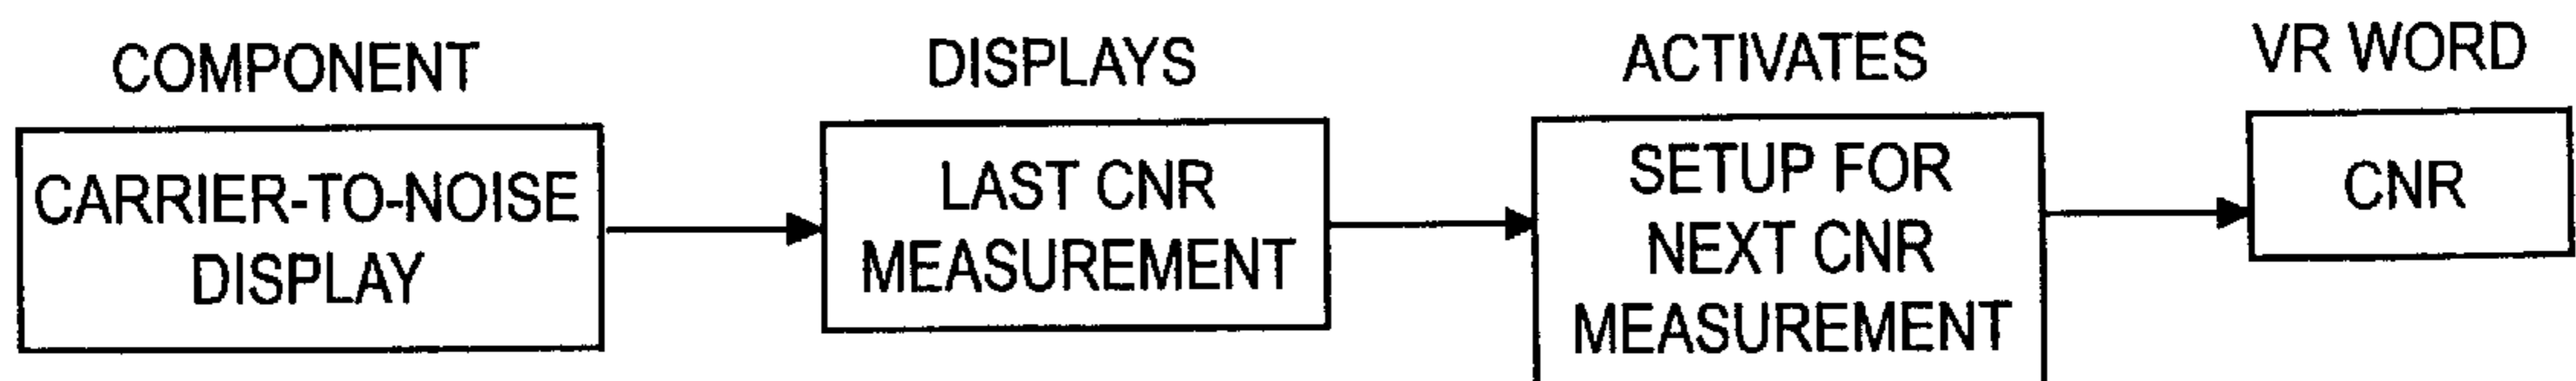 COMPONENT
CARRIER-TO-NOISE
DISPLAY
DISPLAYS
LAST CNR
MEASUREMENT
ACTIVATES
SETUP FOR
NEXT CNR
MEASUREMENT
VR WORD
CNR